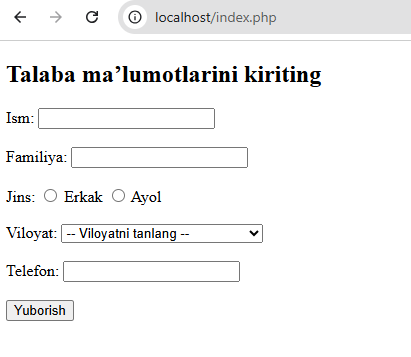 localhost/index.php
Talaba ma’lumotlarini kiriting
Ism:
Familiya:
Jins: Erkak Ayol
Viloyat: -- Viloyatni tanlang --
Telefon:
Yuborish